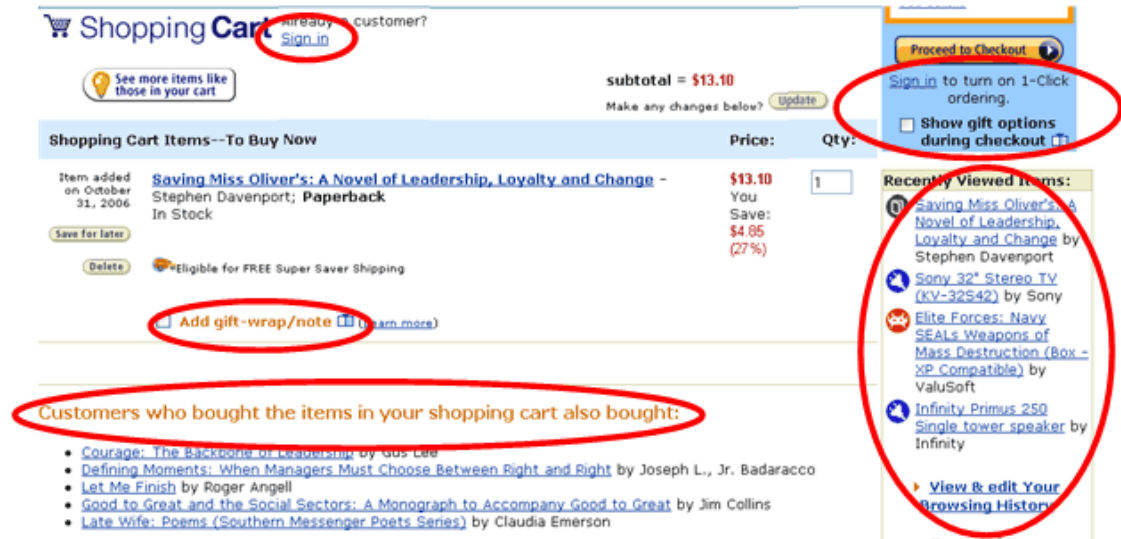 Shopping Cart
Already a customer?
Sign in
See more items like
those in your cart
subtotal = $13.10
Make any changes below? Update
Shopping Cart Items--To Buy Now
Price:
Qty:
Item added
on October
31, 2006
Save for later
Delete
Saving Miss Oliver's: A Novel of Leadership, Loyalty and Change -
Stephen Davenport; Paperback
In Stock
Eligible for FREE Super Saver Shipping
Add gift-wrap/note (Learn more)
$13.10
You
Save:
$4.85
(27%)
1
Customers who bought the items in your shopping cart also bought:
• Courage: The Backbone of Leadership by Gus Lee
• Defining Moments: When Managers Must Choose Between Right and Right by Joseph L., Jr. Badaracco
• Let Me Finish by Roger Angell
• Good to Great and the Social Sectors: A Monograph to Accompany Good to Great by Jim Collins
• Late Wife: Poems (Southern Messenger Poets Series) by Claudia Emerson
Proceed to Checkout
Sign in to turn on 1-Click
ordering.
Show gift options
during checkout
Recently Viewed Items:
Saving Miss Oliver's: A
Novel of Leadership,
Loyalty and Change by
Stephen Davenport
Sony 32" Stereo TV
(KV-32S42) by Sony
Elite Forces: Navy
SEALs Weapons of
Mass Destruction (Box -
XP Compatible) by
ValuSoft
Infinity Primus 250
Single tower speaker by
Infinity
View & edit Your
Browsing History